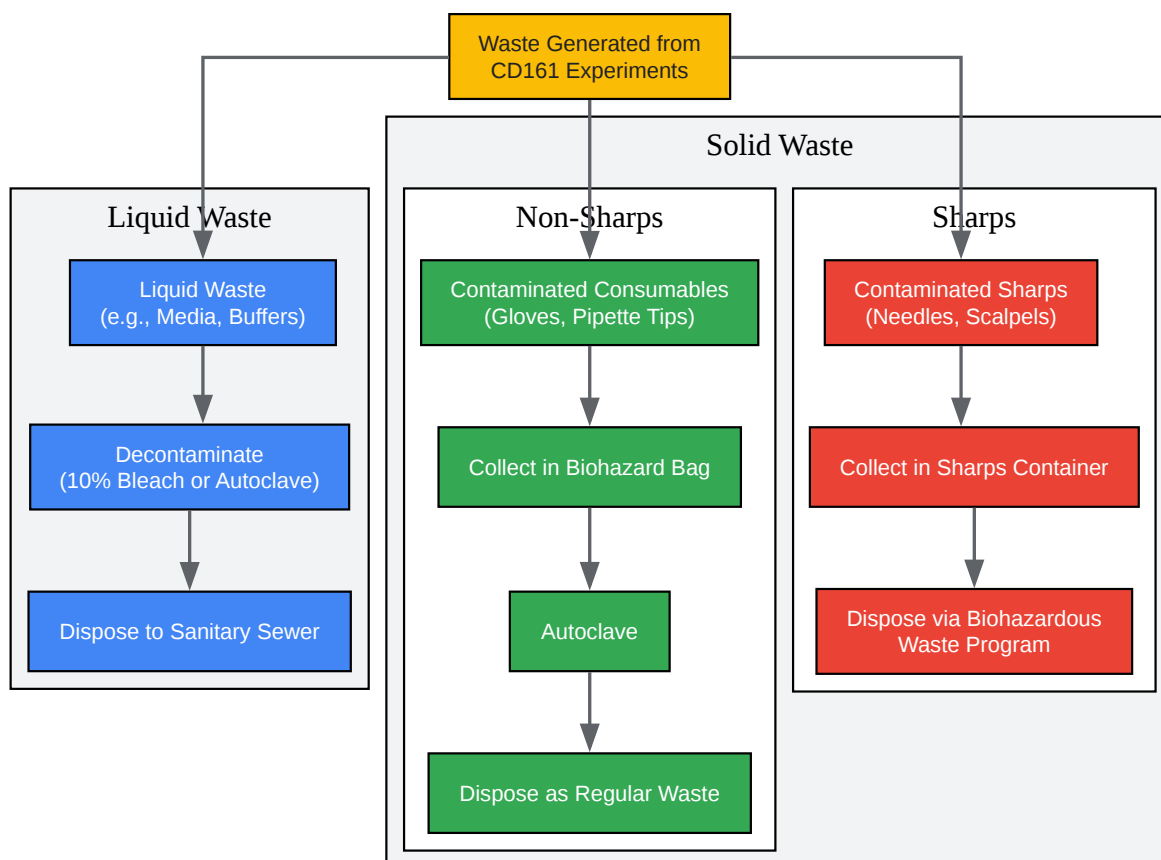 Waste Generated from
CD161 Experiments
Solid Waste
Liquid Waste
Non-Sharps
Sharps
Liquid Waste
(e.g., Media, Buffers)
Contaminated Consumables
(Gloves, Pipette Tips)
Contaminated Sharps
(Needles, Scalpels)
Decontaminate
(10% Bleach or Autoclave)
Collect in Biohazard Bag
Collect in Sharps Container
Dispose to Sanitary Sewer
Autoclave
Dispose via Biohazardous
Waste Program
Dispose as Regular Waste